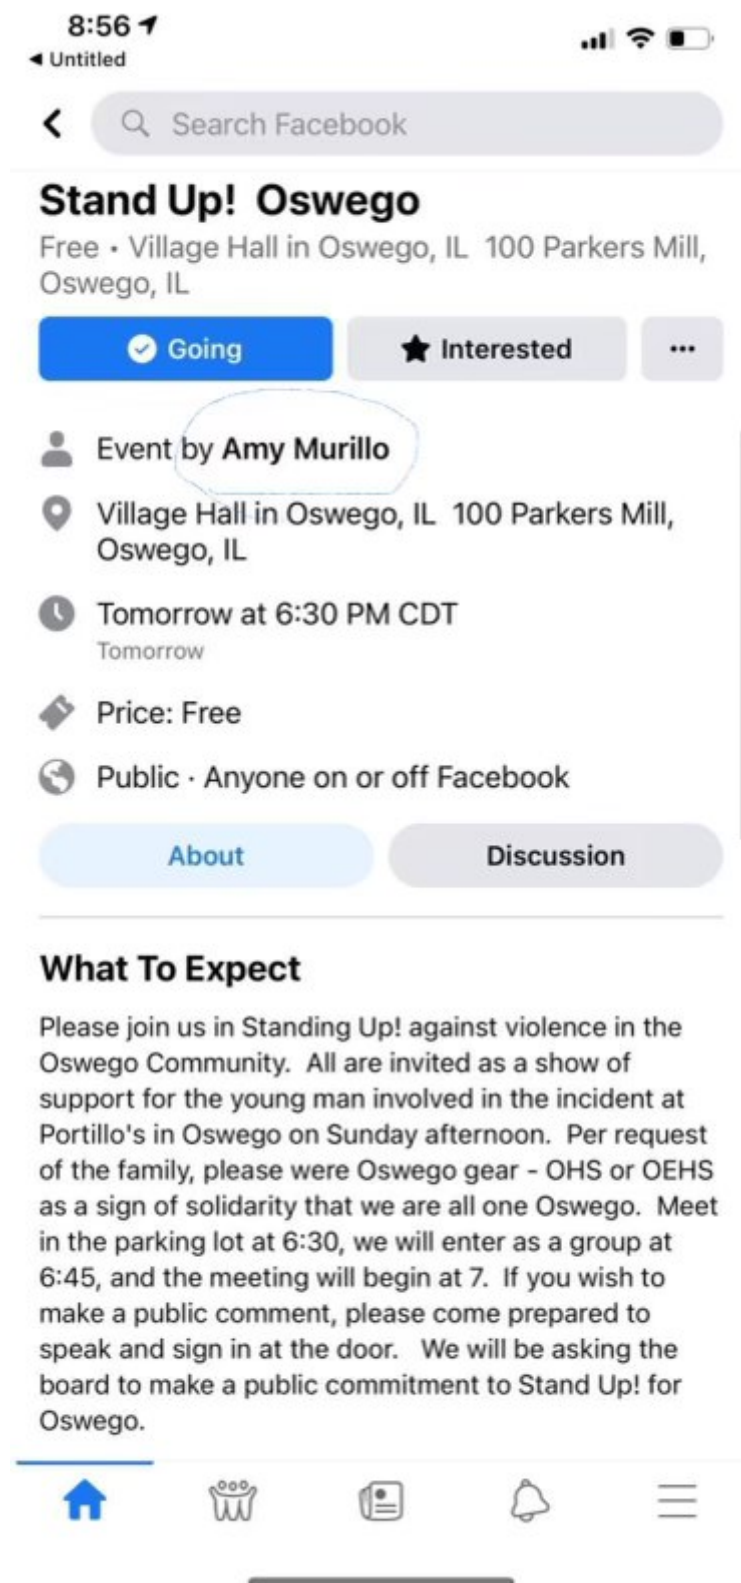 8:56
Untitled
Search Facebook
Stand Up!  Oswego
Free • Village Hall in Oswego, IL  100 Parkers Mill,
Oswego, IL
Going
Interested
Event by Amy Murillo
Village Hall in Oswego, IL  100 Parkers Mill,
Oswego, IL
Tomorrow at 6:30 PM CDT
Tomorrow
Price: Free
Public · Anyone on or off Facebook
About
Discussion
What To Expect
Please join us in Standing Up! against violence in the
Oswego Community.  All are invited as a show of
support for the young man involved in the incident at
Portillo's in Oswego on Sunday afternoon.  Per request
of the family, please were Oswego gear - OHS or OEHS
as a sign of solidarity that we are all one Oswego.  Meet
in the parking lot at 6:30, we will enter as a group at
6:45, and the meeting will begin at 7.  If you wish to
make a public comment, please come prepared to
speak and sign in at the door.   We will be asking the
board to make a public commitment to Stand Up! for
Oswego.